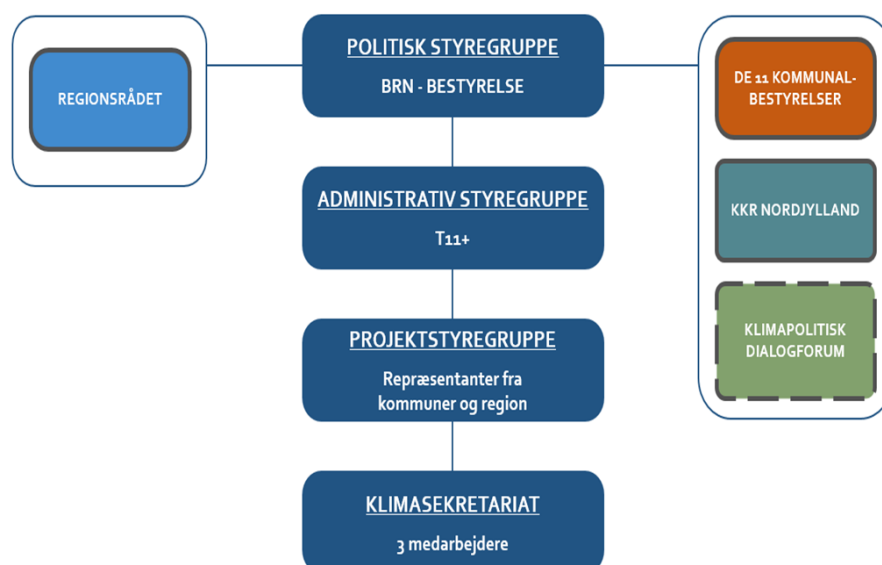 REGIONSRÅDET
POLITISK STYREGRUPPE
BRN - BESTYRELSE
ADMINISTRATIV STYREGRUPPE
T11+
PROJEKTSTYREGRUPPE
Repræsentanter fra
kommuner og region
KLIMASEKRETARIAT
3 medarbejdere
DE 11 KOMMUNAL-
BESTYRELSER
KKR NORDJYLLAND
KLIMAPOLITISK
DIALOGFORUM